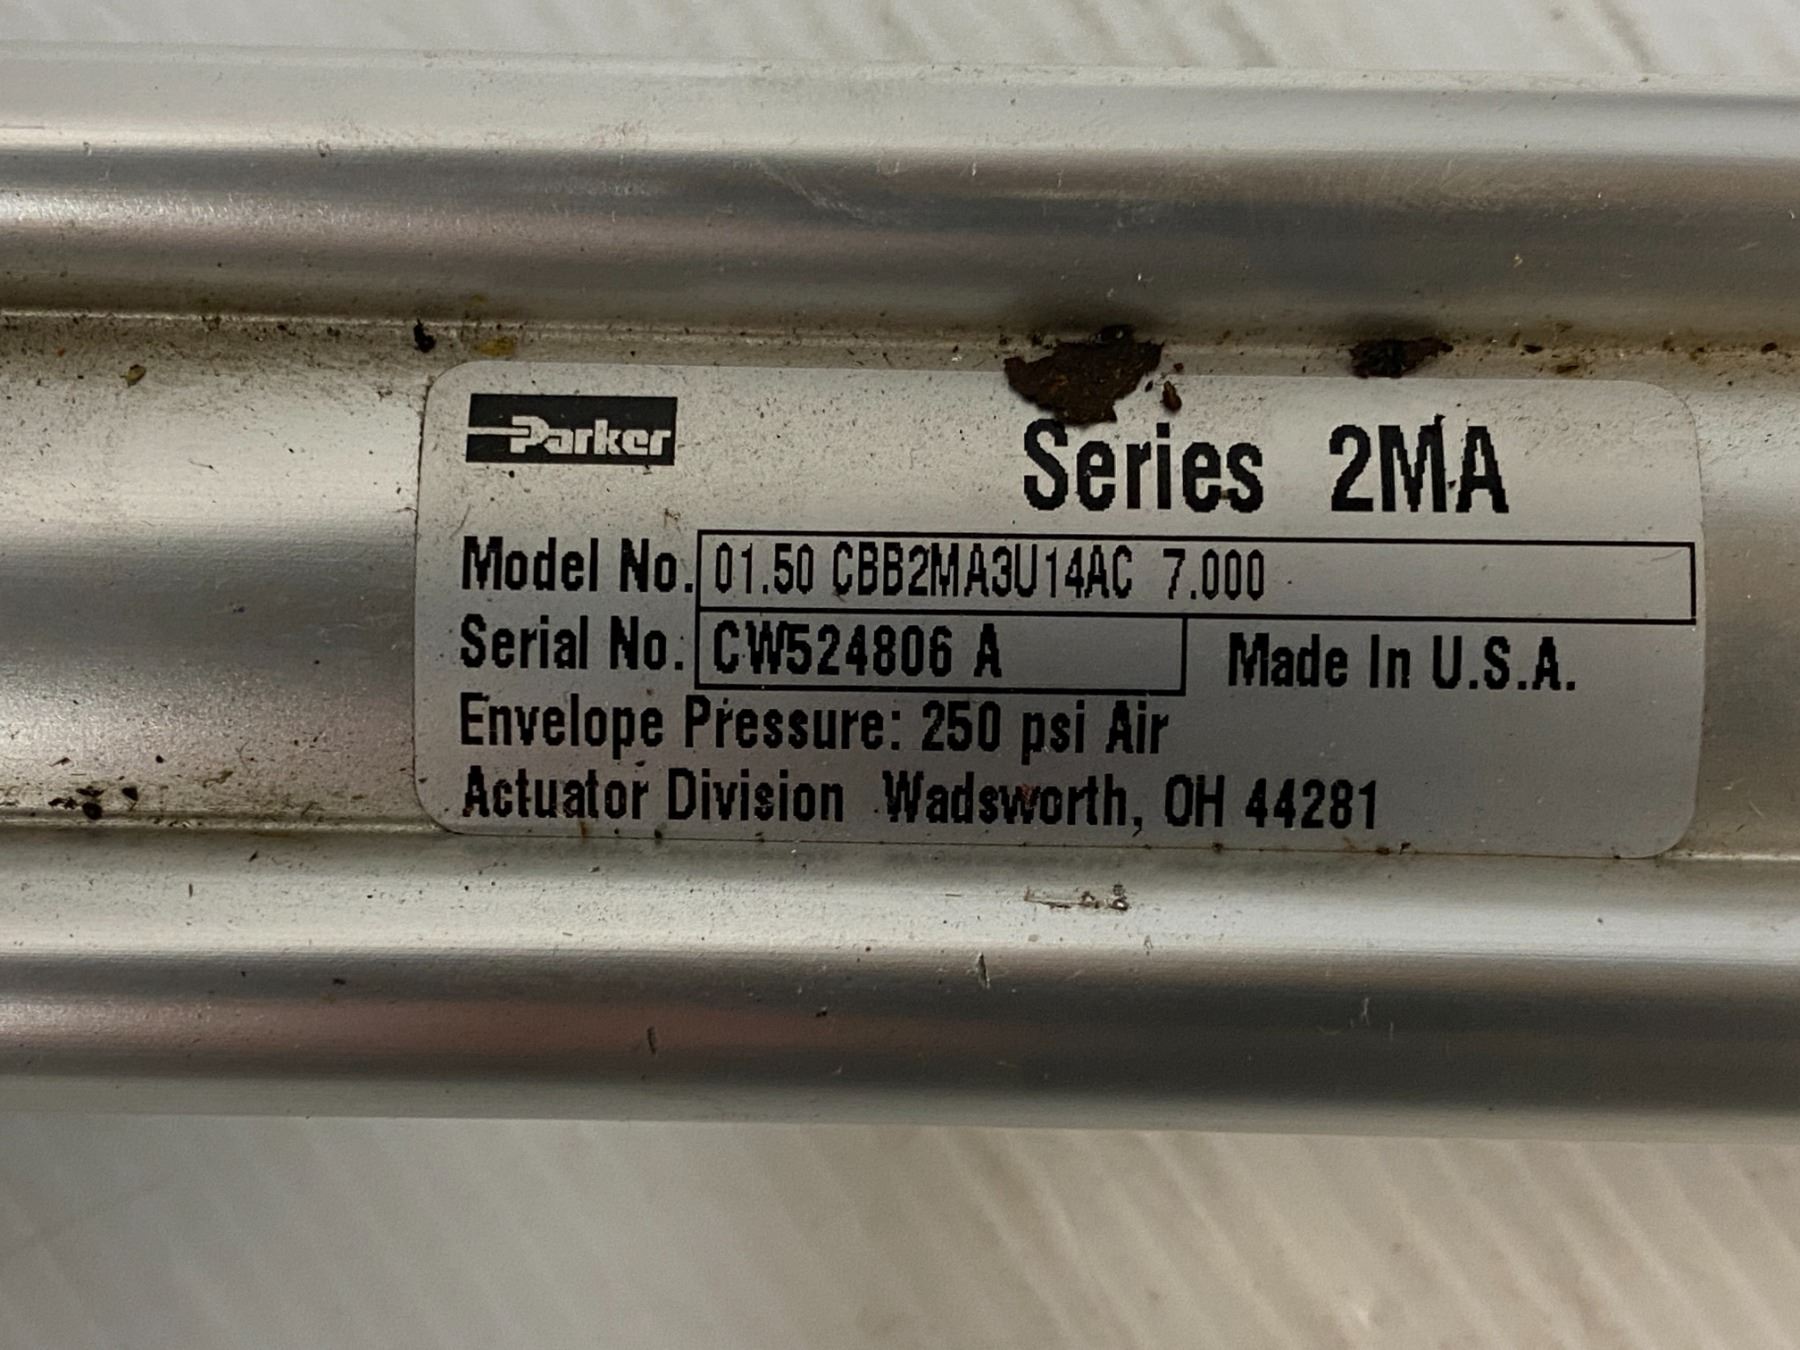 Parker
Series 2MA
Model No. 01.50 CBB2MA3U14AC 7.000
Serial No. CW524806 A Made In U.S.A.
Envelope Pressure: 250 psi Air
Actuator Division Wadsworth, OH 44281